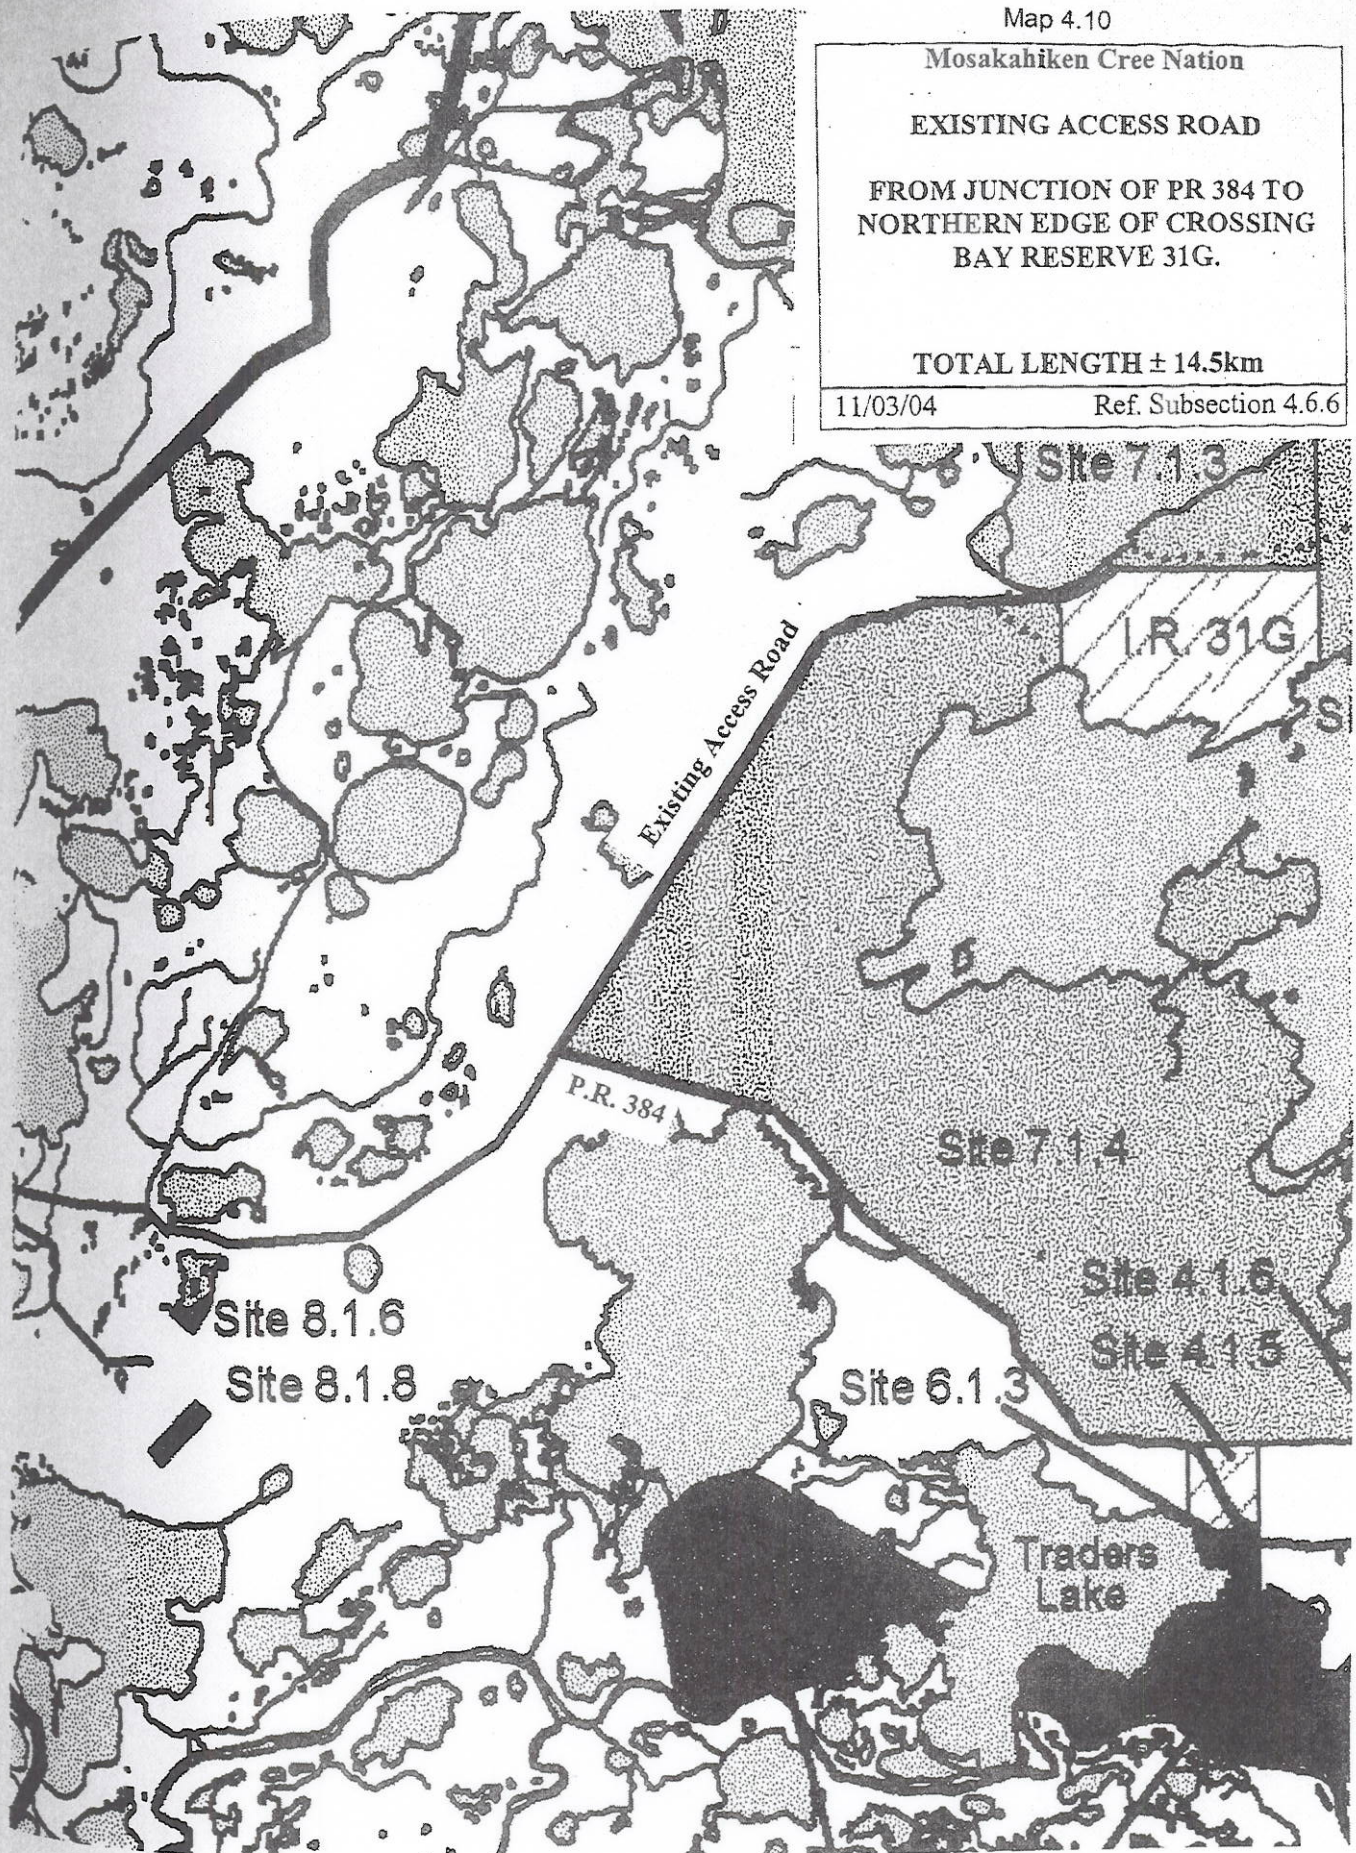 Map 4.10
Mosakahiken Cree Nation
EXISTING ACCESS ROAD
FROM JUNCTION OF PR 384 TO
NORTHERN EDGE OF CROSSING
BAY RESERVE 31G.
TOTAL LENGTH ± 14.5km
11/03/04 Ref. Subsection 4.6.6
Site 7.1.3
I.R. 31G
S
Existing Access Road
P.R. 384
Site 7.1.4
Site 4.1.6
Site 4.1.5
Site 8.1.6
Site 8.1.8
Site 6.1.3
Traders
Lake